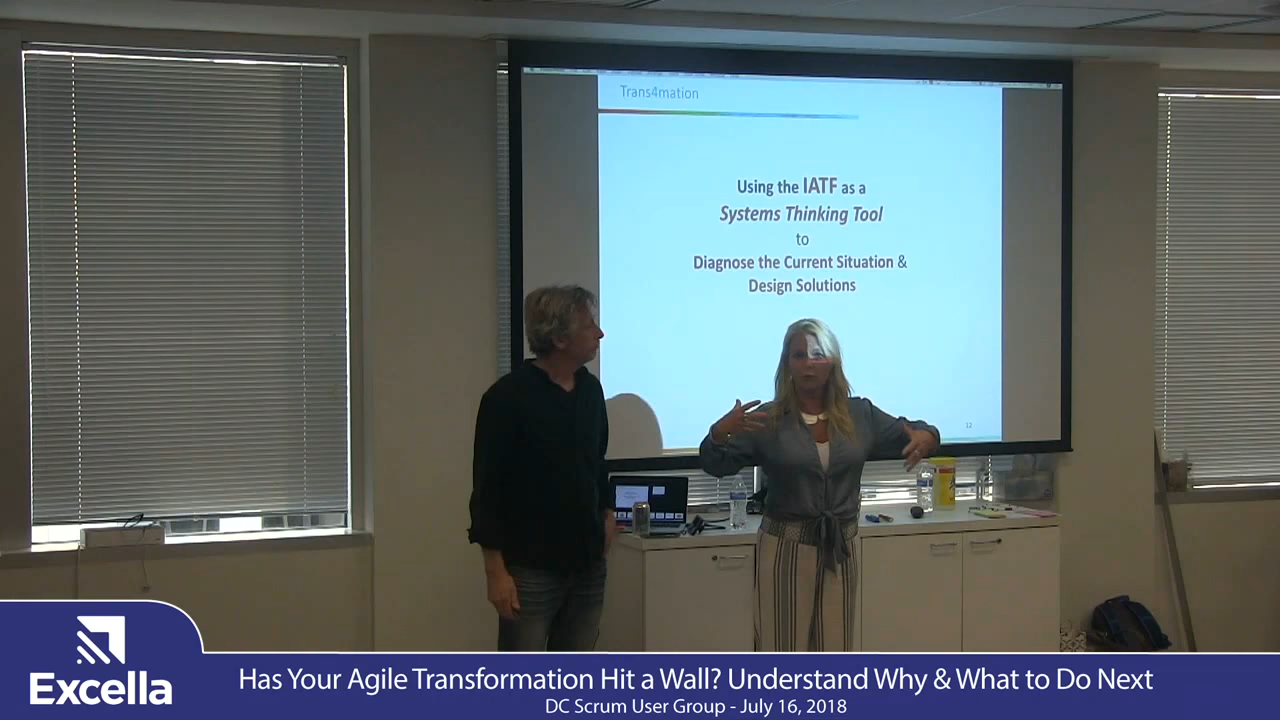 Trans4mation
Using the IATF as a
Systems Thinking Tool
to
Diagnose the Current Situation &
Design Solutions
12
Excella
Has Your Agile Transformation Hit a Wall? Understand Why & What to Do Next
DC Scrum User Group - July 16, 2018